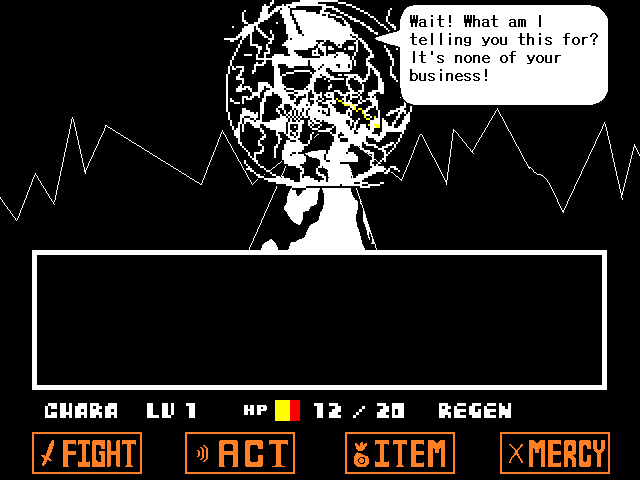 Wait! What am I
telling you this for?
It's none of your
business!
CHARA LV 1 HP 12 / 20 REGEN
FIGHT ACT ITEM MERCY